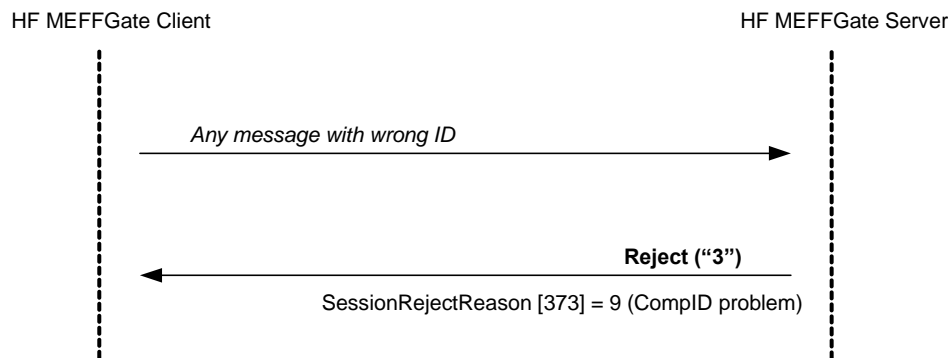 HF MEFFGate Client
HF MEFFGate Server
Any message with wrong ID
Reject (“3”)
SessionRejectReason [373] = 9 (CompID problem)